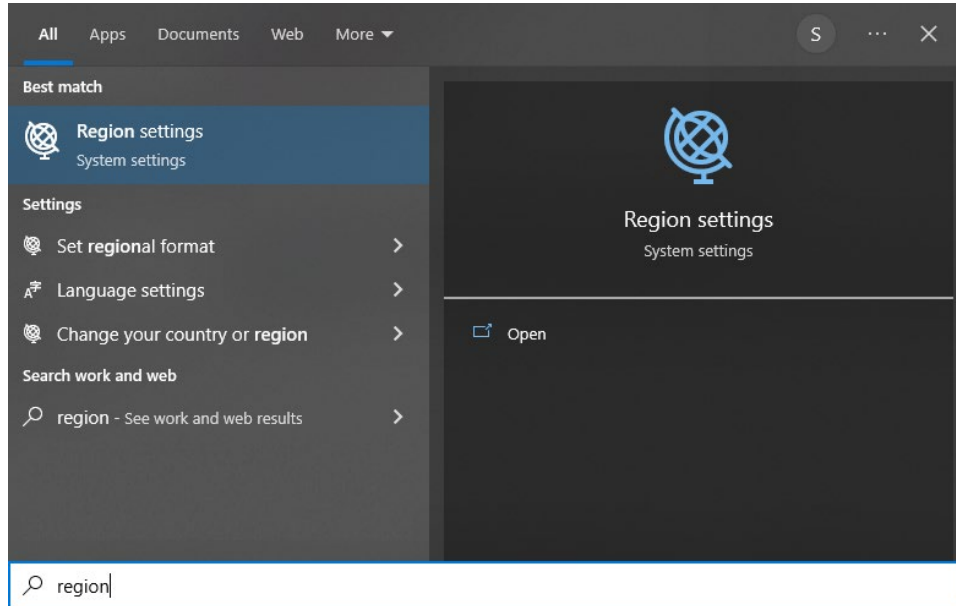 All Apps Documents Web More S ...
Best match
Region settings
System settings
Settings
Set regional format
Language settings
Change your country or region
Search work and web
region - See work and web results
Region settings
System settings
Open
region